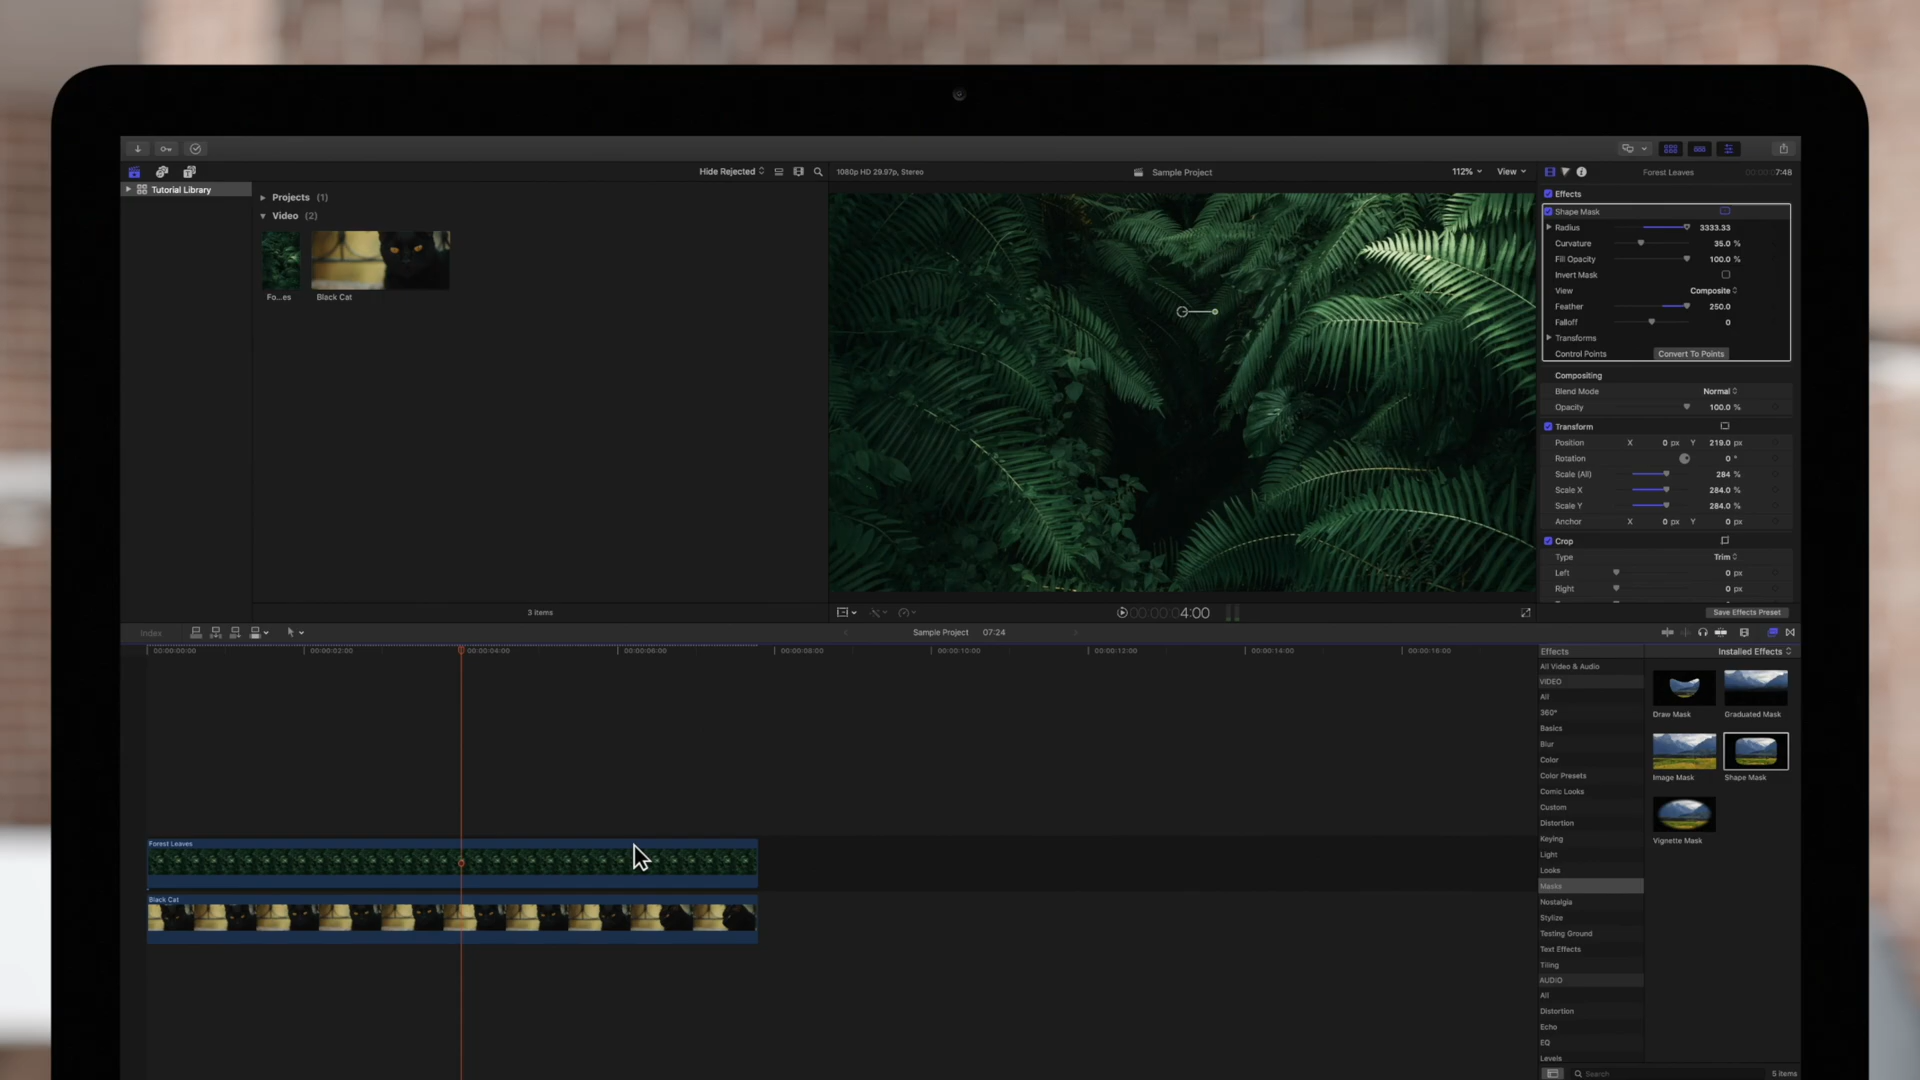 Tutorial Library
Projects (1)
Video (2)
Fo...es
Black Cat
3 items
Hide Rejected
1080p HD 29.97p, Stereo
Sample Project
112%
View
Forest Leaves
7:48
Effects
Shape Mask
Radius 3333.33
Curvature 35.0 %
Fill Opacity 100.0 %
Invert Mask
View Composite
Feather 250.0
Falloff 0
Transforms
Control Points Convert To Points
Compositing
Blend Mode Normal
Opacity 100.0 %
Transform
Position X 0 px Y 219.0 px
Rotation 0 °
Scale (All) 284 %
Scale X 284.0 %
Scale Y 284.0 %
Anchor X 0 px Y 0 px
Crop
Type Trim
Left 0 px
Right 0 px
Save Effects Preset
00:00:04:00
Index
Sample Project 07:24
00:00:00:00
00:00:02:00
00:00:04:00
00:00:06:00
00:00:08:00
00:00:10:00
00:00:12:00
00:00:14:00
00:00:16:00
Forest Leaves
Black Cat
Effects
Installed Effects
All Video & Audio
VIDEO
All
360°
Basics
Blur
Color
Color Presets
Comic Looks
Custom
Distortion
Keying
Light
Looks
Masks
Nostalgia
Stylize
Testing Ground
Text Effects
Tiling
AUDIO
All
Distortion
Echo
EQ
Levels
Draw Mask
Graduated Mask
Image Mask
Shape Mask
Vignette Mask
Search
5 items